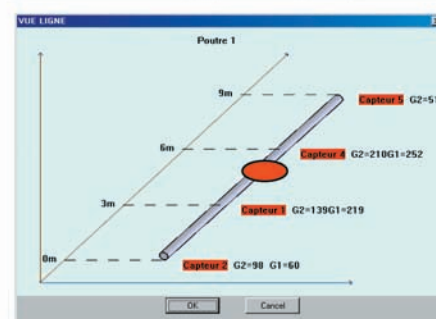 VUE LIGNE
Poutre 1
9m
Capteur 5 G2=51
6m
Capteur 4 G2=210G1=252
3m
Capteur 1 G2=139G1=219
0m
Capteur 2 G2=98 G1=60
OK
Cancel